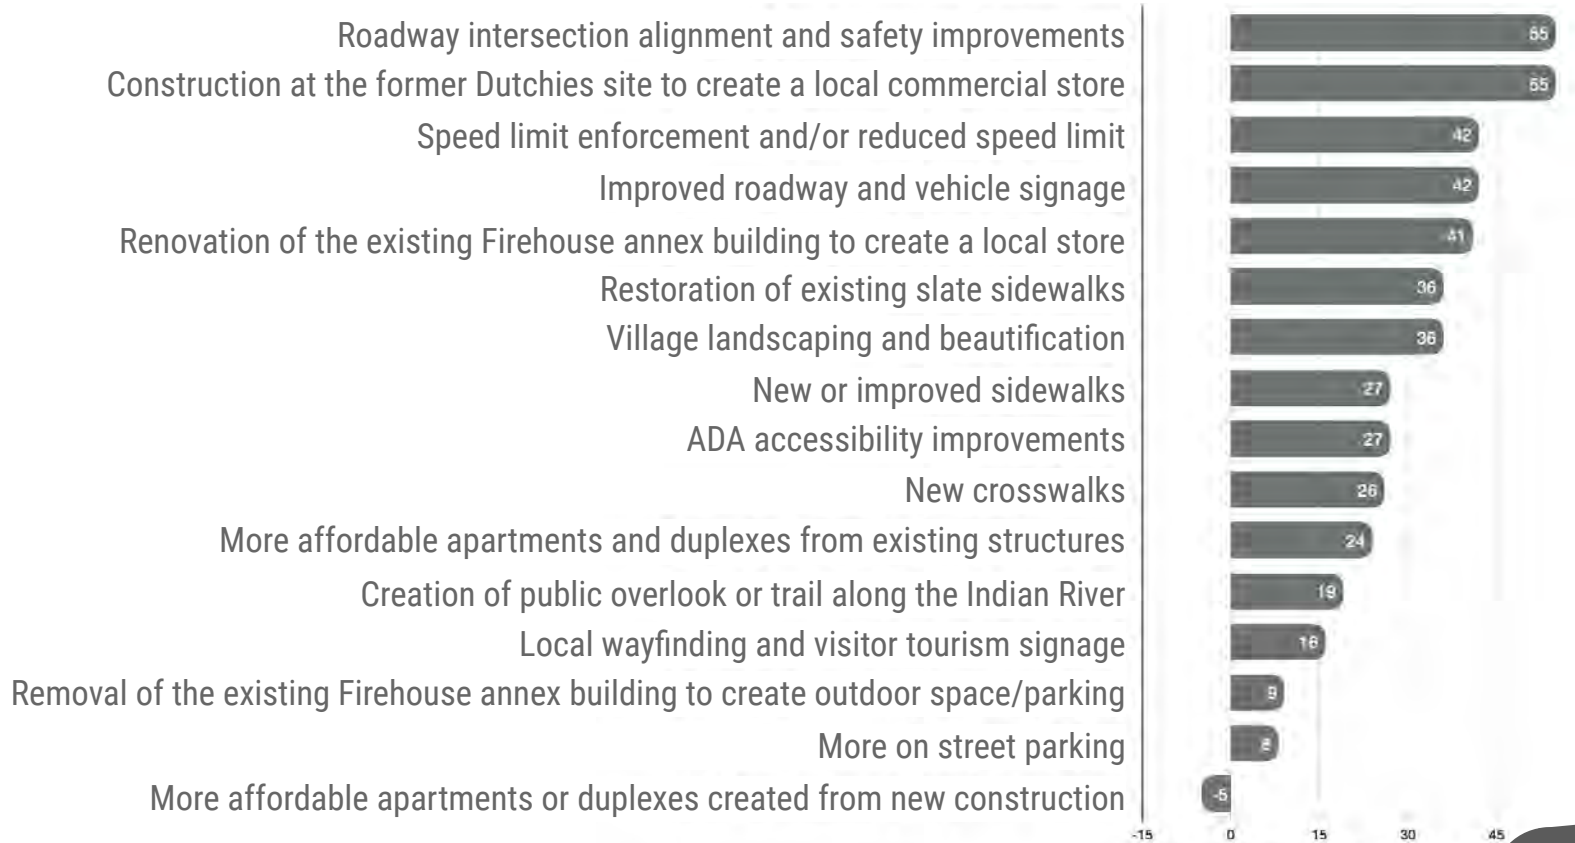 Roadway intersection alignment and safety improvements 55
Construction at the former Dutchies site to create a local commercial store 55
Speed limit enforcement and/or reduced speed limit 42
Improved roadway and vehicle signage 42
Renovation of the existing Firehouse annex building to create a local store 41
Restoration of existing slate sidewalks 36
Village landscaping and beautification 36
New or improved sidewalks 27
ADA accessibility improvements 27
New crosswalks 26
More affordable apartments and duplexes from existing structures 24
Creation of public overlook or trail along the Indian River 19
Local wayfinding and visitor tourism signage 16
Removal of the existing Firehouse annex building to create outdoor space/parking 9
More on street parking 8
More affordable apartments or duplexes created from new construction -5
-15 0 15 30 45